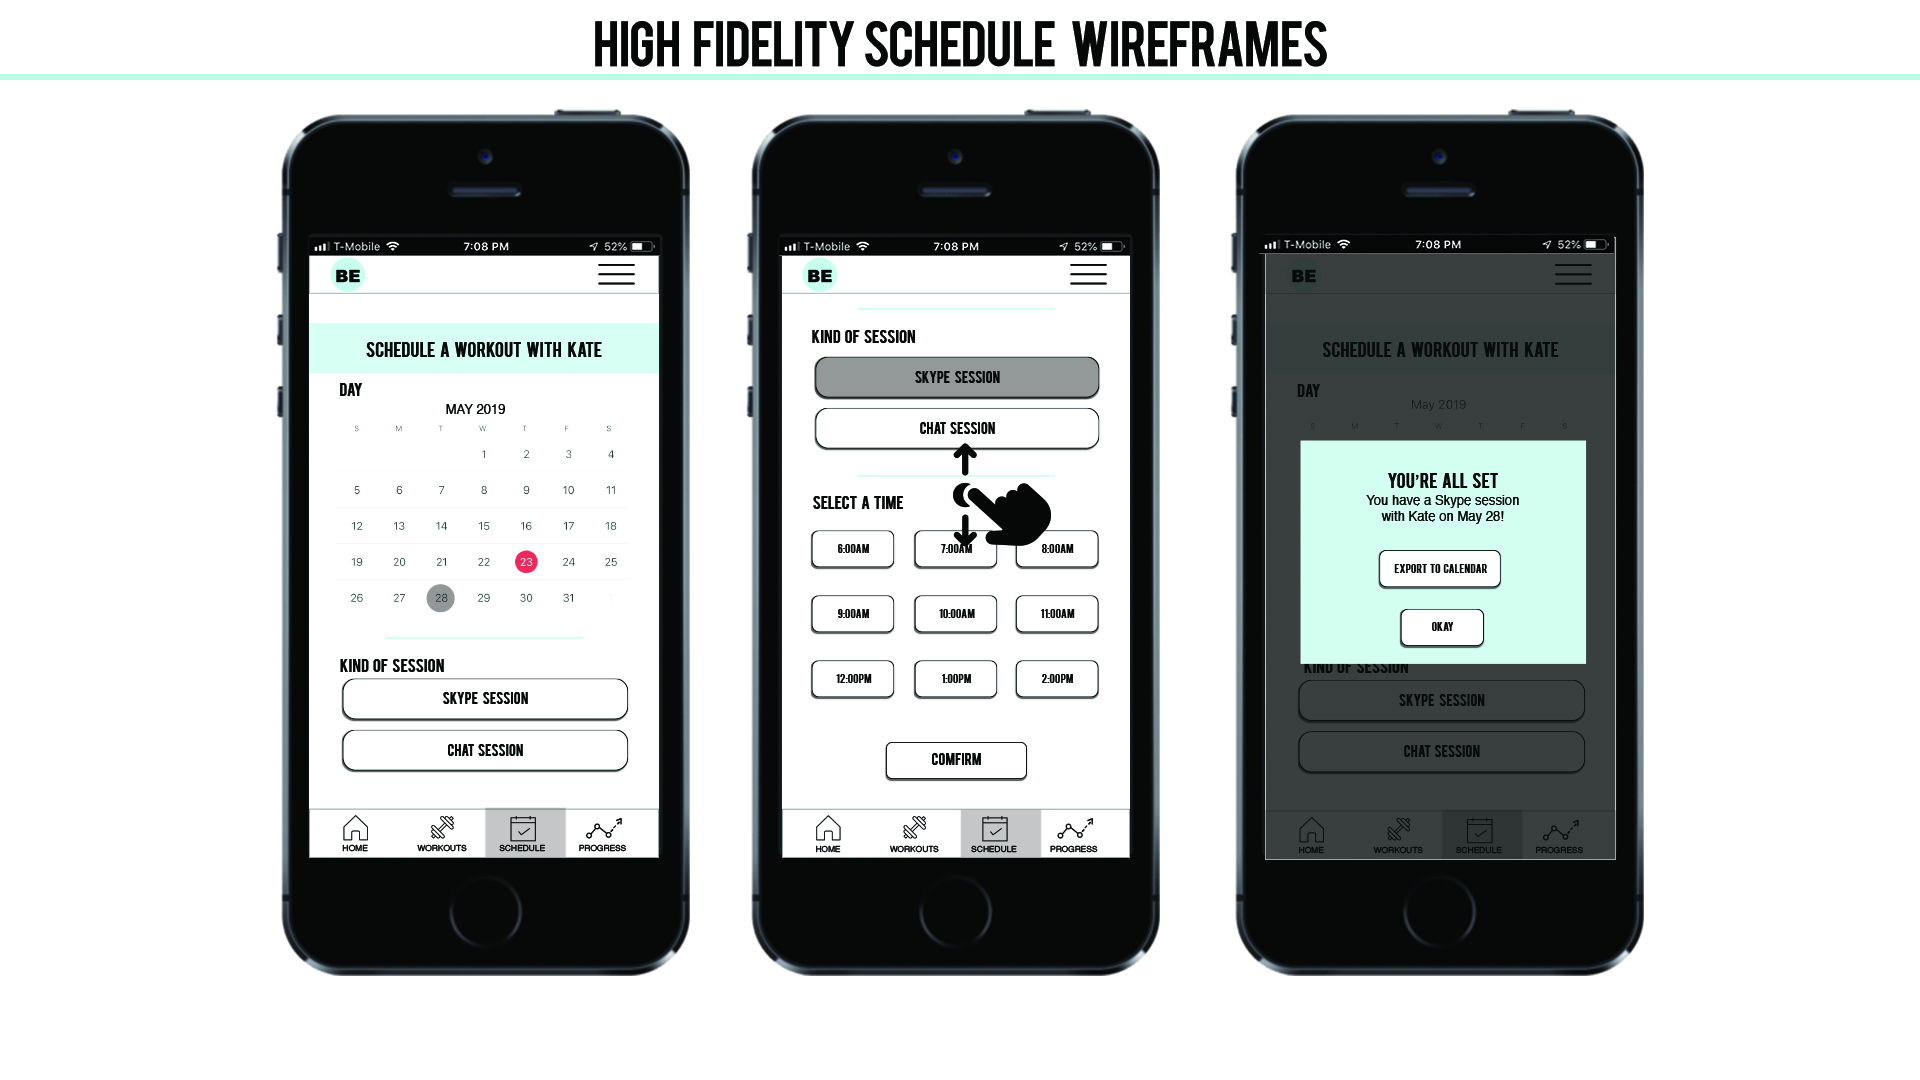 HIGH FIDELITY SCHEDULE WIREFRAMES
T-Mobile 7:08 PM 52%
BE
SCHEDULE A WORKOUT WITH KATE
DAY
MAY 2019
S M T W T F S
1 2 3 4
5 6 7 8 9 10 11
12 13 14 15 16 17 18
19 20 21 22 23 24 25
26 27 28 29 30 31 1
KIND OF SESSION
SKYPE SESSION
CHAT SESSION
HOME WORKOUTS SCHEDULE PROGRESS
T-Mobile 7:08 PM 52%
BE
KIND OF SESSION
SKYPE SESSION
CHAT SESSION
SELECT A TIME
6:00AM 7:00AM 8:00AM
9:00AM 10:00AM 11:00AM
12:00PM 1:00PM 2:00PM
COMFIRM
HOME WORKOUTS SCHEDULE PROGRESS
T-Mobile 7:08 PM 52%
BE
SCHEDULE A WORKOUT WITH KATE
DAY
May 2019
S M T W T F S
YOU'RE ALL SET
You have a Skype session
with Kate on May 28!
EXPORT TO CALENDAR
OKAY
KIND OF SESSION
SKYPE SESSION
CHAT SESSION
HOME WORKOUTS SCHEDULE PROGRESS